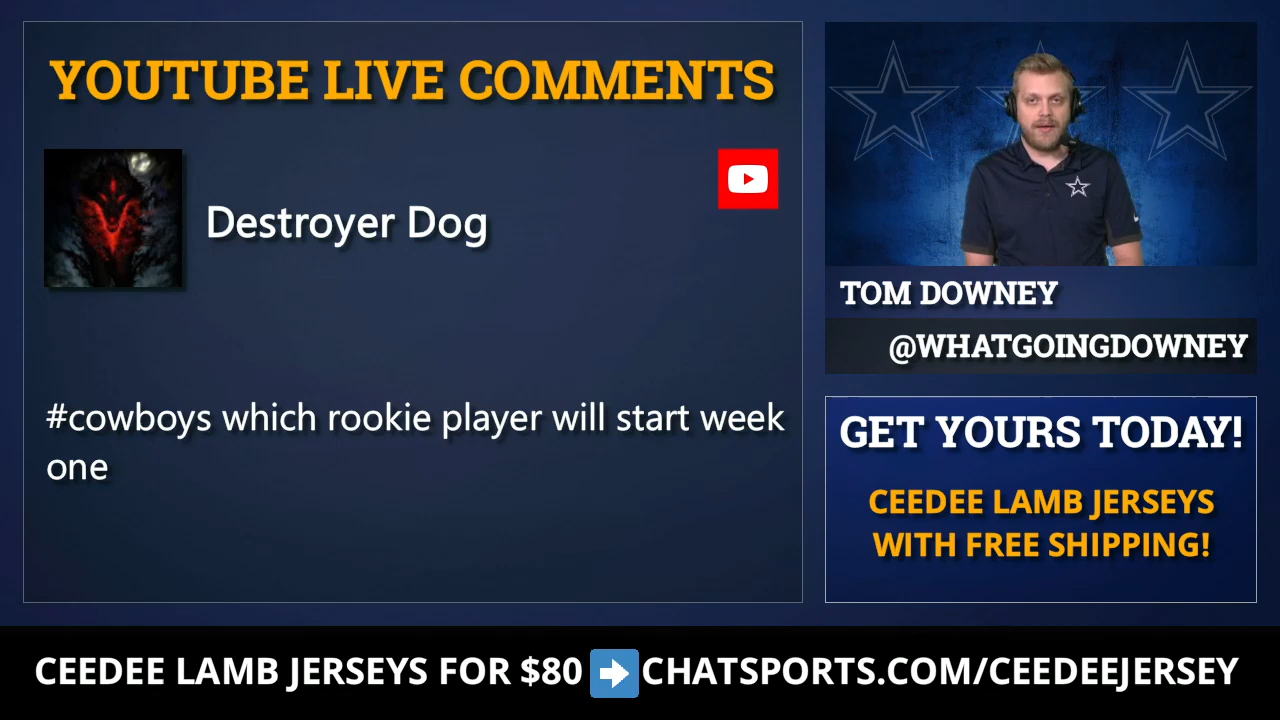 YOUTUBE LIVE COMMENTS
Destroyer Dog
#cowboys which rookie player will start week
one
TOM DOWNEY
@WHATGOINGDOWNEY
GET YOURS TODAY!
CEEDEE LAMB JERSEYS
WITH FREE SHIPPING!
CEEDEE LAMB JERSEYS FOR $80 ➡ CHATSPORTS.COM/CEEDEEJERSEY